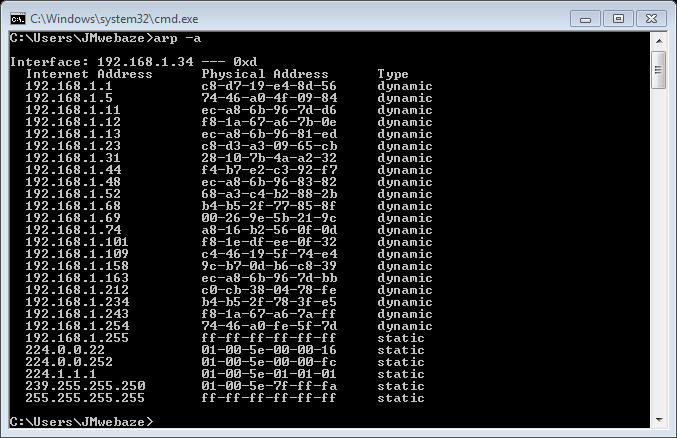 C:\Windows\system32\cmd.exe
C:\Users\JMwebaze>arp -a
Interface: 192.168.1.34 --- 0xd
Internet Address Physical Address Type
192.168.1.1 c8-d7-19-e4-8d-56 dynamic
192.168.1.5 74-46-a0-4f-09-84 dynamic
192.168.1.11 ec-a8-6b-96-7d-d6 dynamic
192.168.1.12 f8-1a-67-a6-7b-0e dynamic
192.168.1.13 ec-a8-6b-96-81-ed dynamic
192.168.1.23 c8-d3-a3-09-65-cb dynamic
192.168.1.31 28-10-7b-4a-a2-32 dynamic
192.168.1.44 f4-b7-e2-c3-92-f7 dynamic
192.168.1.48 ec-a8-6b-96-83-82 dynamic
192.168.1.52 68-a3-c4-b2-88-2b dynamic
192.168.1.68 b4-b5-2f-77-85-8f dynamic
192.168.1.69 00-26-9e-5b-21-9c dynamic
192.168.1.74 a8-16-b2-56-0f-0d dynamic
192.168.1.101 f8-1e-df-ee-0f-32 dynamic
192.168.1.109 c4-46-19-5f-74-e4 dynamic
192.168.1.158 9c-b7-0d-b6-c8-39 dynamic
192.168.1.163 ec-a8-6b-96-7d-bb dynamic
192.168.1.212 c0-cb-38-04-78-fe dynamic
192.168.1.234 b4-b5-2f-78-3f-e5 dynamic
192.168.1.243 f8-1a-67-a6-7a-ff dynamic
192.168.1.254 74-46-a0-fe-5f-7d dynamic
192.168.1.255 ff-ff-ff-ff-ff-ff static
224.0.0.22 01-00-5e-00-00-16 static
224.0.0.252 01-00-5e-00-00-fc static
224.1.1.1 01-00-5e-01-01-01 static
239.255.255.250 01-00-5e-7f-ff-fa static
255.255.255.255 ff-ff-ff-ff-ff-ff static
C:\Users\JMwebaze>